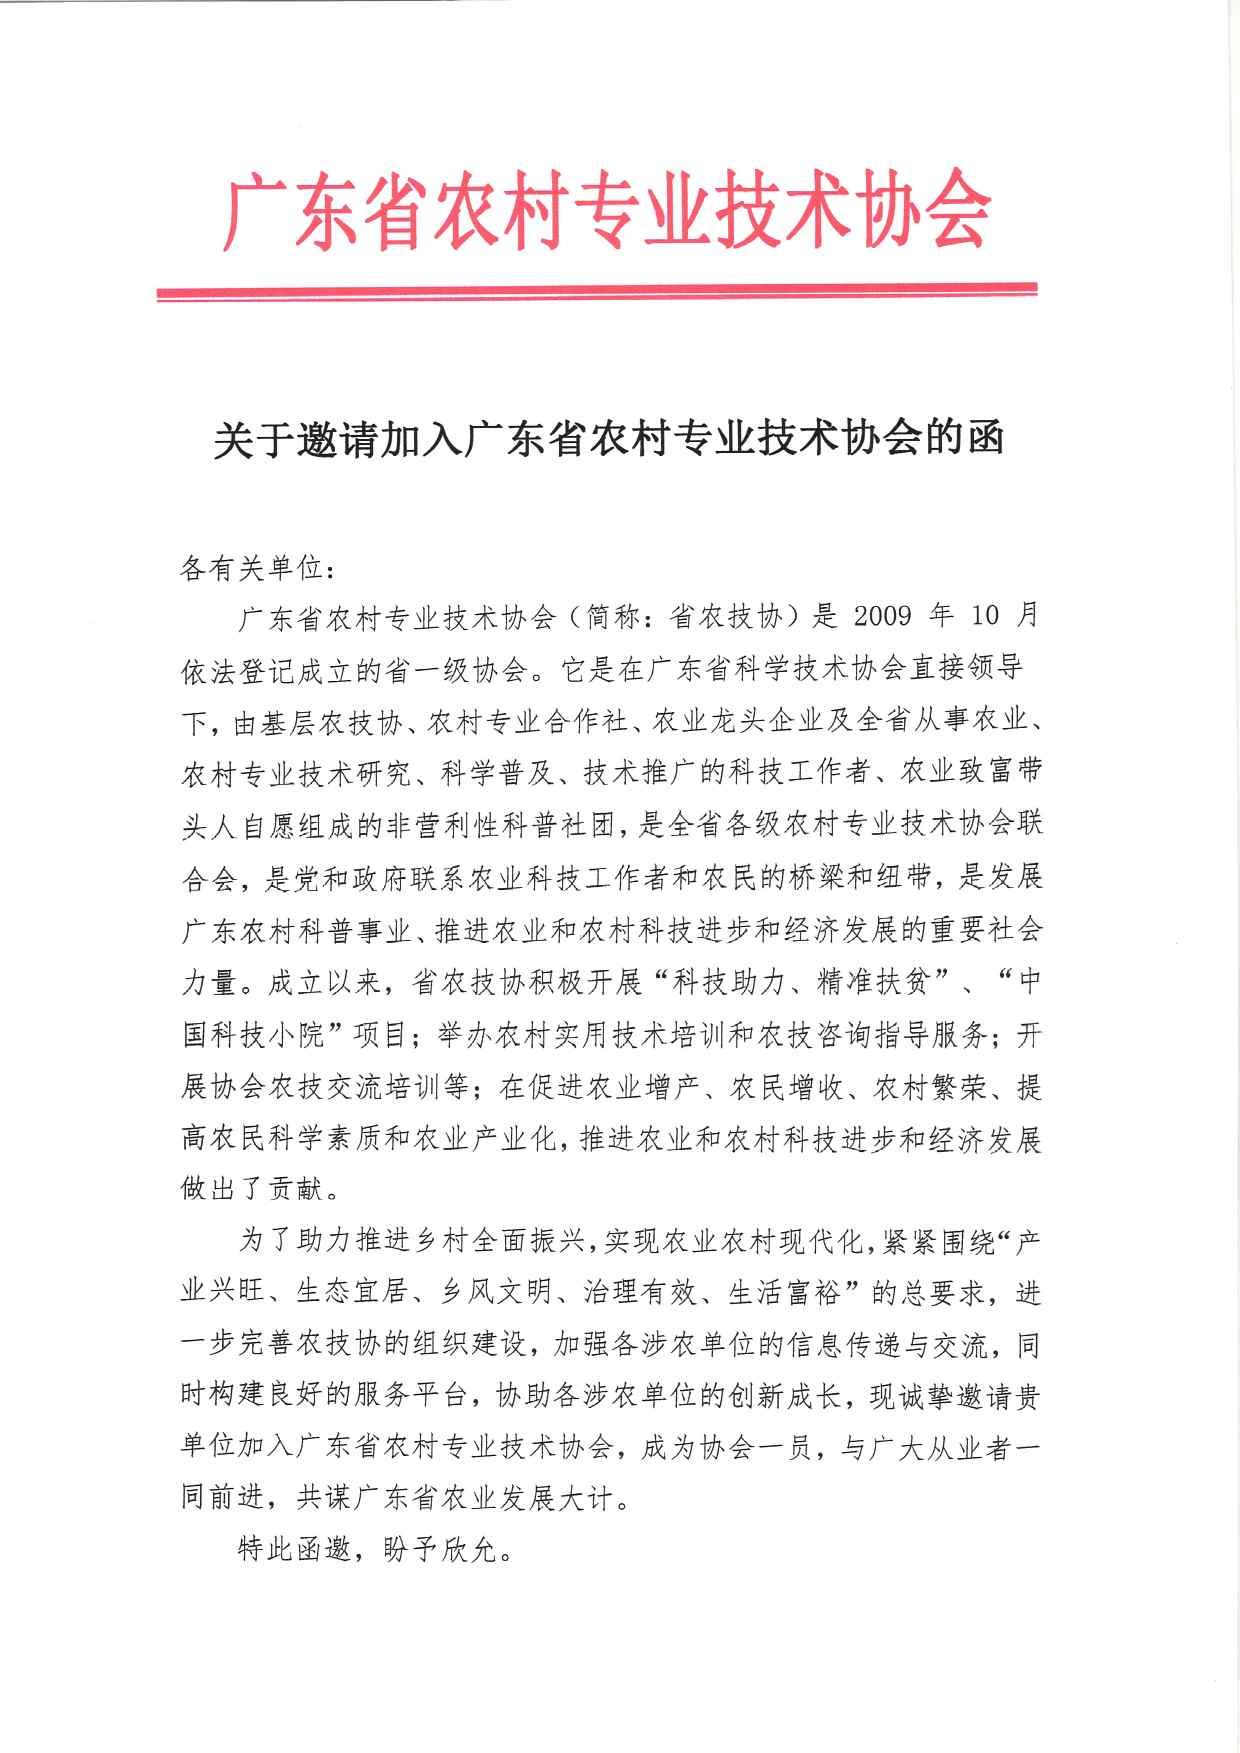 广东省农村专业技术协会
关于邀请加入广东省农村专业技术协会的函
各有关单位：
广东省农村专业技术协会（简称：省农技协）是 2009 年 10 月
依法登记成立的省一级协会。它是在广东省科学技术协会直接领导
下，由基层农技协、农村专业合作社、农业龙头企业及全省从事农业、
农村专业技术研究、科学普及、技术推广的科技工作者、农业致富带
头人自愿组成的非营利性科普社团，是全省各级农村专业技术协会联
合会，是党和政府联系农业科技工作者和农民的桥梁和纽带，是发展
广东农村科普事业、推进农业和农村科技进步和经济发展的重要社会
力量。成立以来，省农技协积极开展“科技助力、精准扶贫”、“中
国科技小院”项目；举办农村实用技术培训和农技咨询指导服务；开
展协会农技交流培训等；在促进农业增产、农民增收、农村繁荣、提
高农民科学素质和农业产业化，推进农业和农村科技进步和经济发展
做出了贡献。
为了助力推进乡村全面振兴，实现农业农村现代化，紧紧围绕“产
业兴旺、生态宜居、乡风文明、治理有效、生活富裕”的总要求，进
一步完善农技协的组织建设，加强各涉农单位的信息传递与交流，同
时构建良好的服务平台，协助各涉农单位的创新成长，现诚挚邀请贵
单位加入广东省农村专业技术协会，成为协会一员，与广大从业者一
同前进，共谋广东省农业发展大计。
特此函邀，盼予欣允。